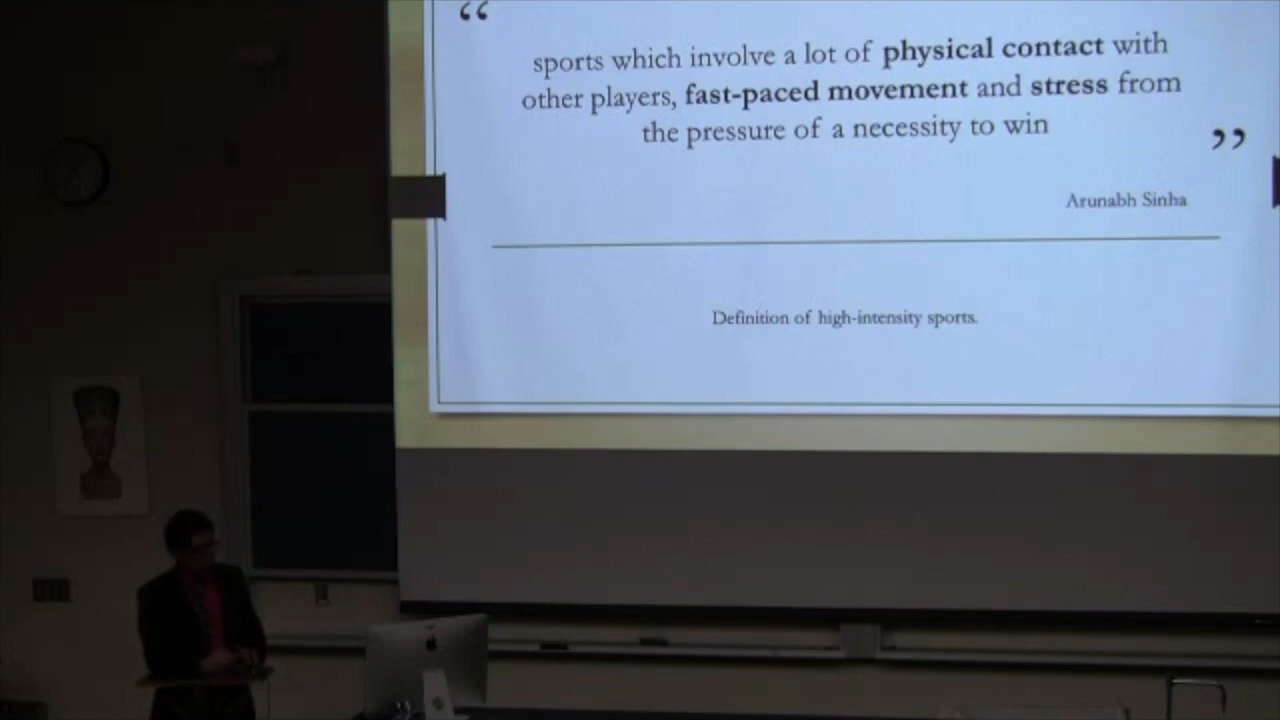 “
sports which involve a lot of physical contact with
other players, fast-paced movement and stress from
the pressure of a necessity to win
”
Arunabh Sinha
Definition of high-intensity sports.